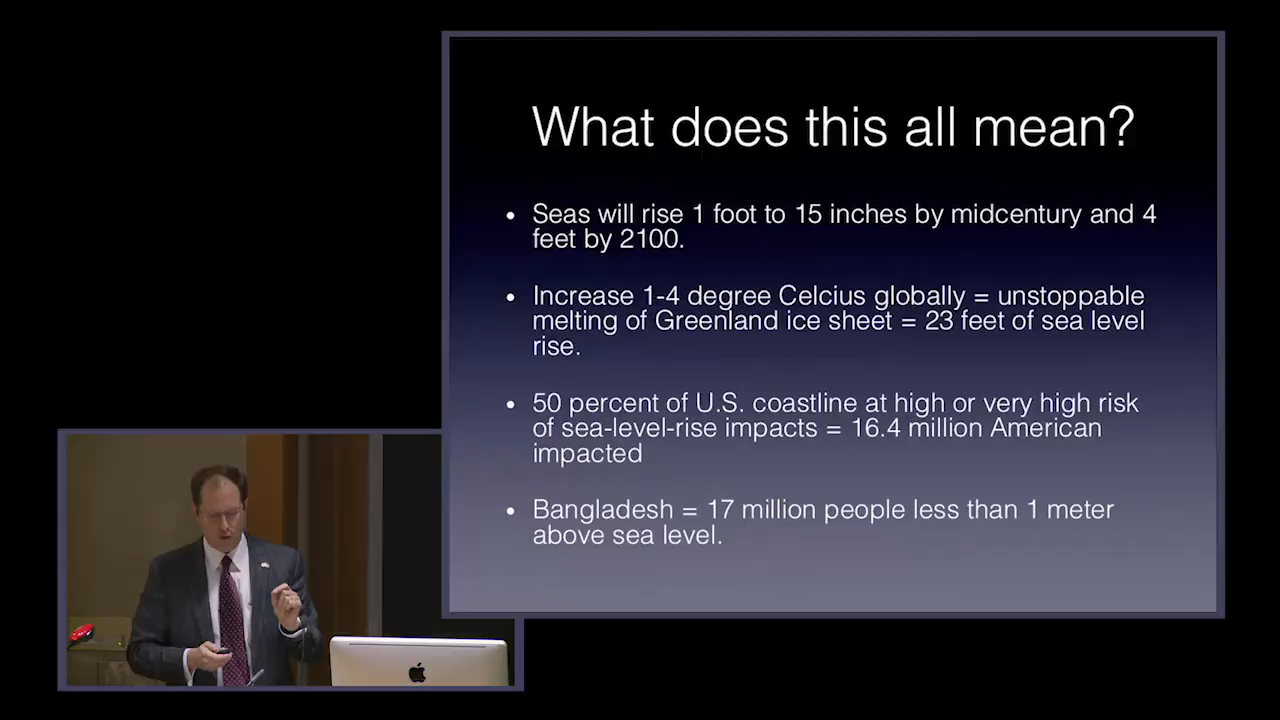 What does this all mean?
• Seas will rise 1 foot to 15 inches by midcentury and 4
feet by 2100.
• Increase 1-4 degree Celcius globally = unstoppable
melting of Greenland ice sheet = 23 feet of sea level
rise.
• 50 percent of U.S. coastline at high or very high risk
of sea-level-rise impacts = 16.4 million American
impacted
• Bangladesh = 17 million people less than 1 meter
above sea level.